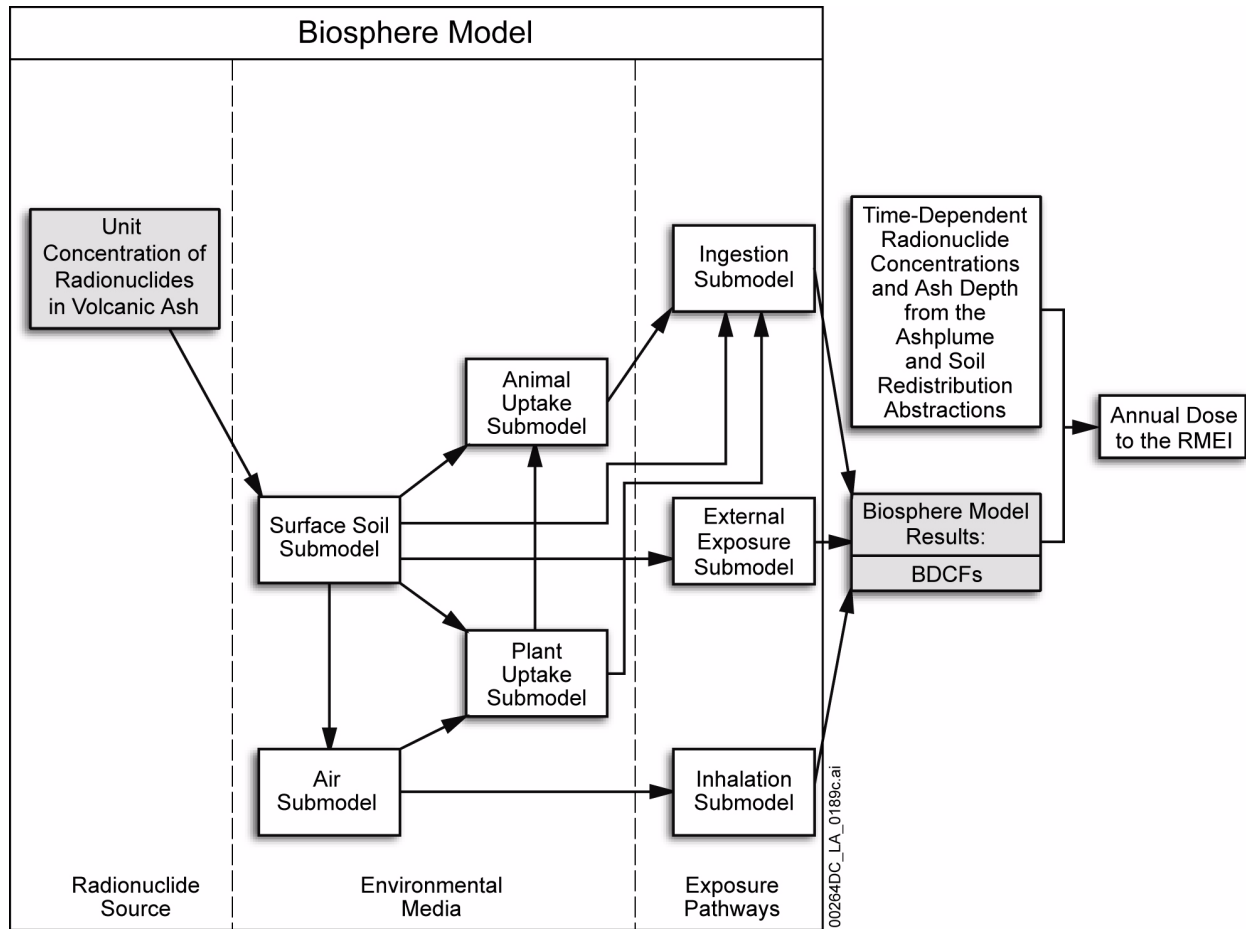 Biosphere Model
Unit
Concentration of
Radionuclides
in Volcanic Ash
Surface Soil
Submodel
Air
Submodel
Animal
Uptake
Submodel
Plant
Uptake
Submodel
Ingestion
Submodel
External
Exposure
Submodel
Inhalation
Submodel
Time-Dependent
Radionuclide
Concentrations
and Ash Depth
from the
Ashplume
and Soil
Redistribution
Abstractions
Biosphere Model
Results:
BDCFs
Annual Dose
to the RMEI
Radionuclide
Source
Environmental
Media
Exposure
Pathways
00264DC_LA_0189c.ai